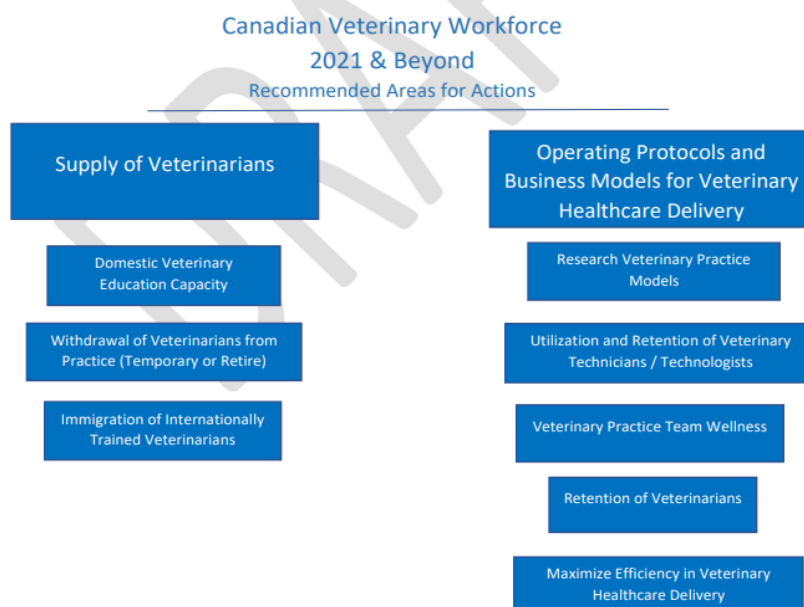 Canadian Veterinary Workforce
2021 & Beyond
Recommended Areas for Actions
Supply of Veterinarians
Domestic Veterinary
Education Capacity
Withdrawal of Veterinarians from
Practice (Temporary or Retire)
Immigration of Internationally
Trained Veterinarians
Operating Protocols and
Business Models for Veterinary
Healthcare Delivery
Research Veterinary Practice
Models
Utilization and Retention of Veterinary
Technicians / Technologists
Veterinary Practice Team Wellness
Retention of Veterinarians
Maximize Efficiency in Veterinary
Healthcare Delivery